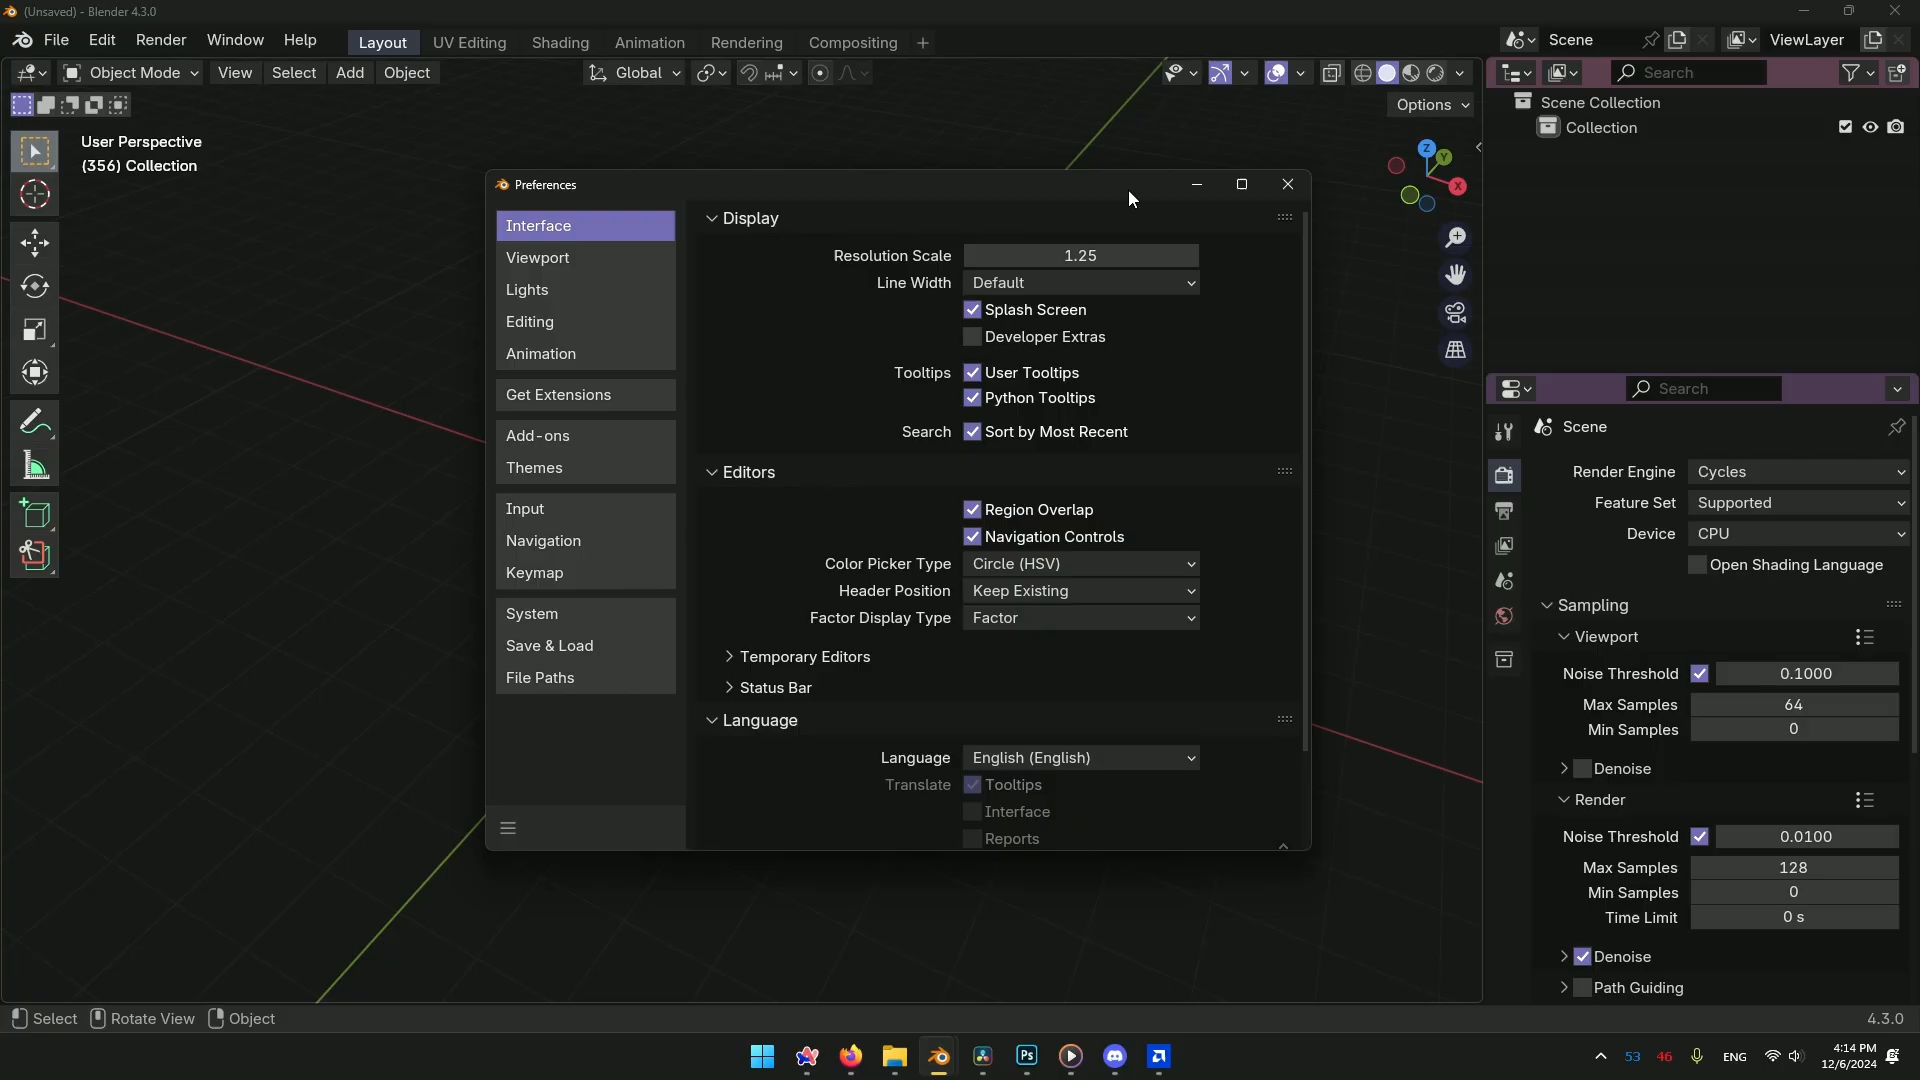 (Unsaved) - Blender 4.3.0
File Edit Render Window Help Layout UV Editing Shading Animation Rendering Compositing + Scene ViewLayer
Object Mode View Select Add Object Global Search
Options
User Perspective
(356) Collection
Z
Y
X
Scene Collection
Collection
Preferences
Interface
Viewport
Lights
Editing
Animation
Get Extensions
Add-ons
Themes
Input
Navigation
Keymap
System
Save & Load
File Paths
Display
Resolution Scale 1.25
Line Width Default
Splash Screen
Developer Extras
Tooltips User Tooltips
Python Tooltips
Search Sort by Most Recent
Editors
Region Overlap
Navigation Controls
Color Picker Type Circle (HSV)
Header Position Keep Existing
Factor Display Type Factor
Temporary Editors
Status Bar
Language
Language English (English)
Translate Tooltips
Interface
Reports
Search
Scene
Render Engine Cycles
Feature Set Supported
Device CPU
Open Shading Language
Sampling
Viewport
Noise Threshold 0.1000
Max Samples 64
Min Samples 0
Denoise
Render
Noise Threshold 0.0100
Max Samples 128
Min Samples 0
Time Limit 0 s
Denoise
Path Guiding
Select Rotate View Object 4.3.0
Ps 53 46 ENG 4:14 PM
12/6/2024